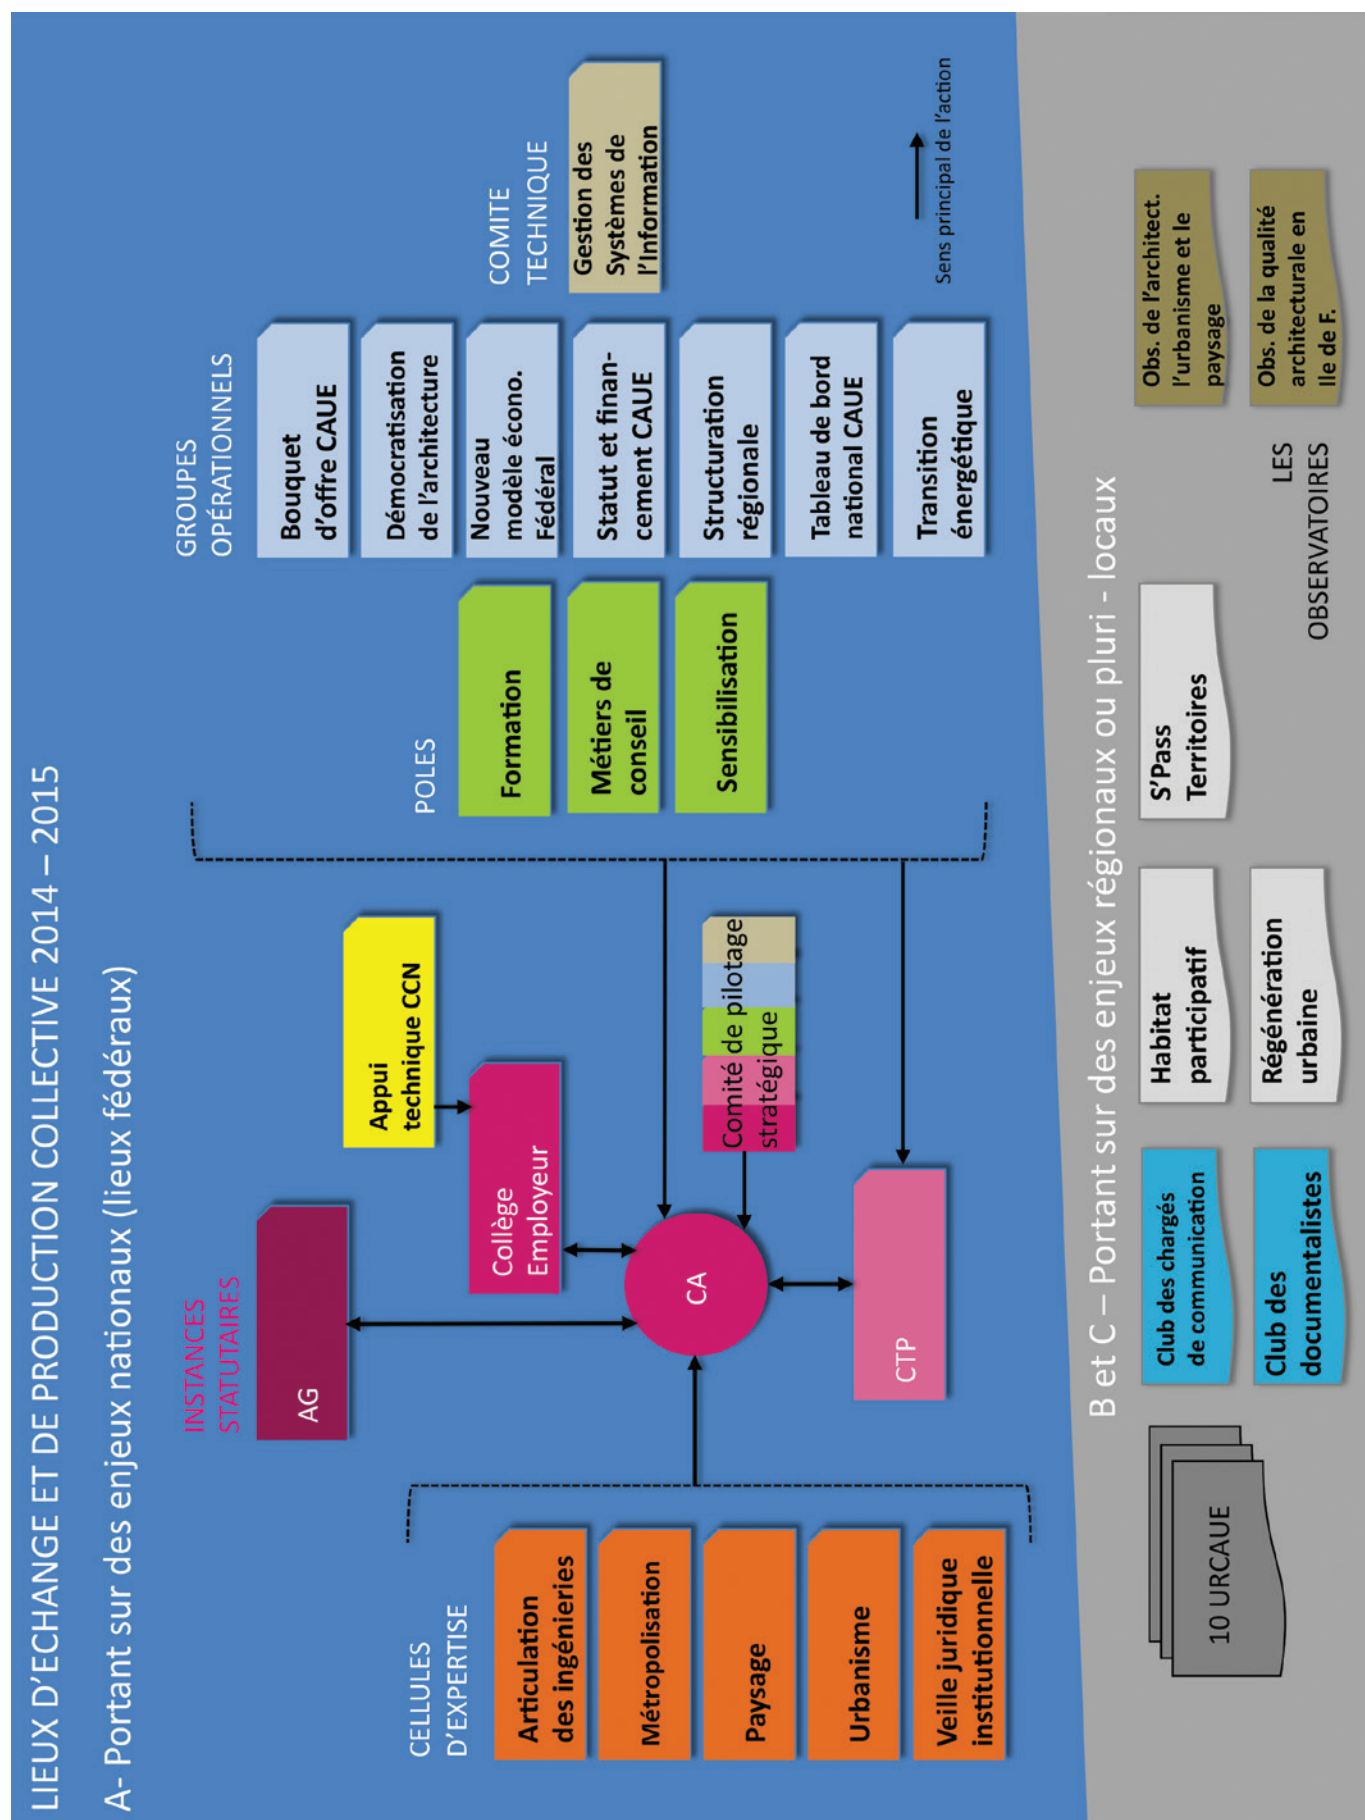 LIEUX D’ECHANGE ET DE PRODUCTION COLLECTIVE 2014 – 2015
A- Portant sur des enjeux nationaux (lieux fédéraux)
CELLULES
D’EXPERTISE
Articulation
des ingénieries
Métropolisation
Paysage
Urbanisme
Veille juridique
institutionnelle
INSTANCES
STATUTAIRES
AG
Collège
Employeur
Appui
technique CCN
CA
Comité de pilotage
stratégique
CTP
POLES
Formation
Métiers de
conseil
Sensibilisation
GROUPES
OPÉRATIONNELS
Bouquet
d’offre CAUE
Démocratisation
de l’architecture
Nouveau
modèle écono.
Fédéral
Statut et finan-
cement CAUE
Structuration
régionale
Tableau de bord
national CAUE
Transition
énergétique
COMITE
TECHNIQUE
Gestion des
Systèmes de
l’Information
Sens principal de l’action
B et C – Portant sur des enjeux régionaux ou pluri - locaux
10 URCAUE
Club des chargés
de communication
Club des
documentalistes
Habitat
participatif
Régénération
urbaine
S’Pass
Territoires
LES
OBSERVATOIRES
Obs. de l’architect.
l’urbanisme et le
paysage
Obs. de la qualité
architecturale en
Ile de F.